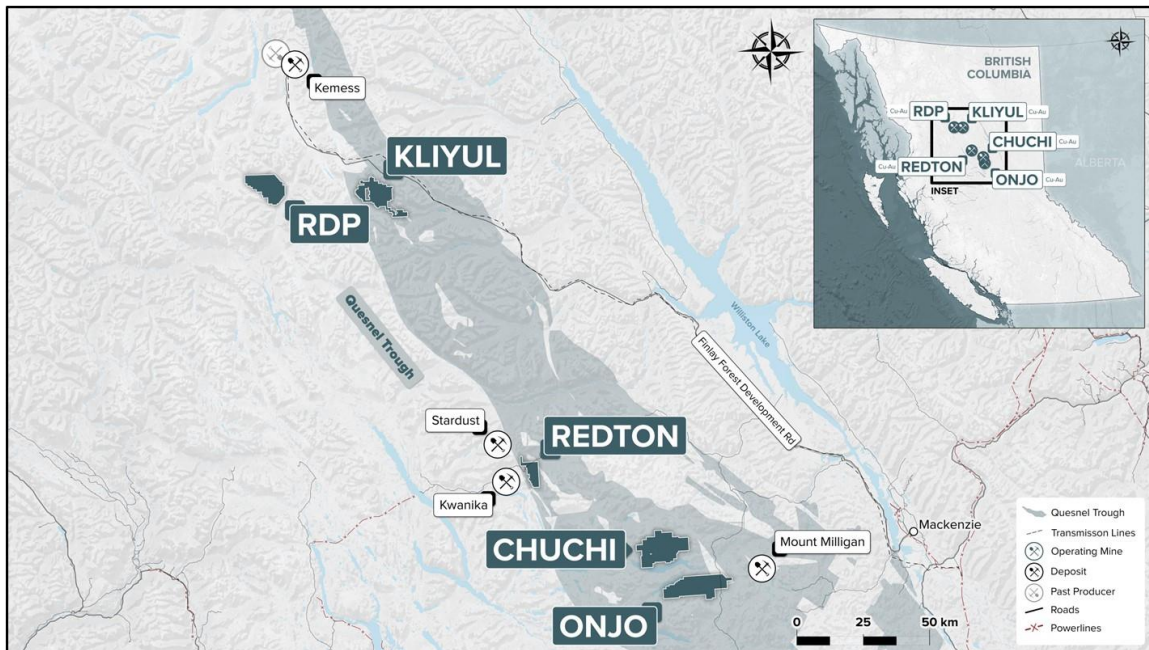 Kemess
KLIYUL
RDP
Quesnel Trough
Williston Lake
Finlay Forest Development Rd
Stardust
REDTON
Kwanika
CHUCHI
Mount Milligan
ONJO
Mackenzie
0 25 50 km
BRITISH
COLUMBIA
ALBERTA
Cu-Au
RDP
KLIYUL
Cu-Au
CHUCHI
Cu-Au
Cu-Au
REDTON
ONJO
Cu-Au
INSET
Quesnel Trough
Transmisson Lines
Operating Mine
Deposit
Past Producer
Roads
Powerlines